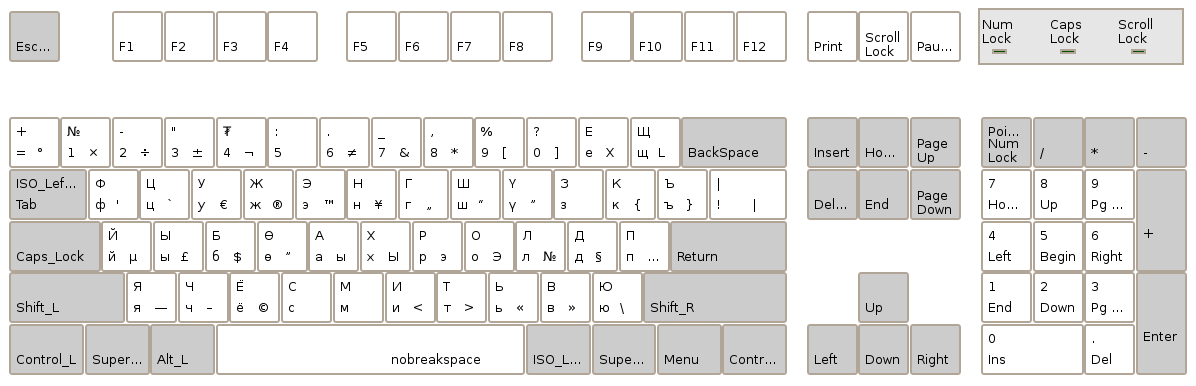 Esc... F1 F2 F3 F4 F5 F6 F7 F8 F9 F10 F11 F12 Print Scroll Lock Pau... Num Lock Caps Lock Scroll Lock
+ № - " ₮ : . _ , % ? Е Щ
= ° 1 × 2 ÷ 3 ± 4 ¬ 5 6 ≠ 7 & 8 * 9 [ 0 ] е Х щ L BackSpace Insert Ho... Page Up Poi... Num Lock / * -
ISO_Lef... Ф Ц У Ж Э Н Г Ш Ү З К Ъ |
Tab ф ' ц ` у € ж ® э ™ н ¥ г „ ш “ ү ” з к { ъ } ! | Del... End Page Down 7 Ho... 8 Up 9 Pg ... +
Й Ы Б Ө А Х Р О Л Д П
Caps_Lock й µ ы £ б $ ө ” а ы х Ы р э о Э л № д § п ... Return 4 Left 5 Begin 6 Right
Я Ч Ё С М И Т Ь В Ю
Shift_L я — ч – ё © с м и < т > ь « в » ю \ Shift_R Up 1 End 2 Down 3 Pg ... Enter
Control_L Super... Alt_L nobreakspace ISO_L... Supe... Menu Contr... Left Down Right 0 Ins . Del